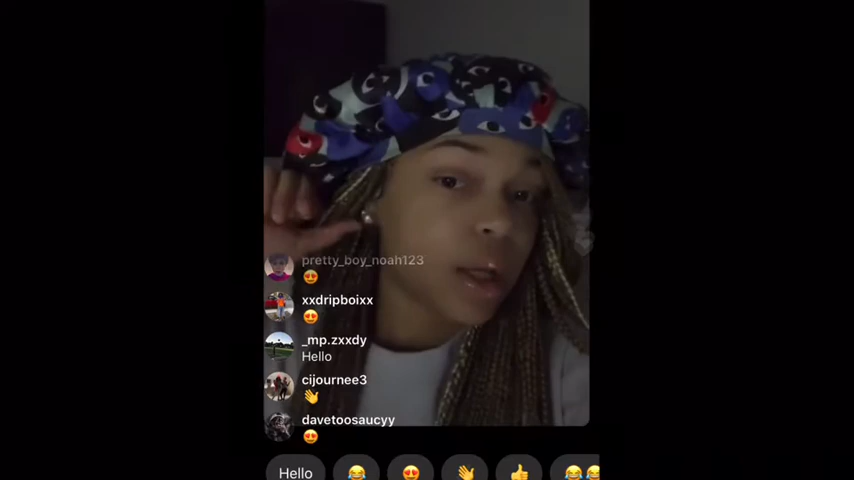 pretty_boy_noah123
😍
xxdripboixx
😍
_mp.zxxdy
Hello
cijournee3
👋
davetoosaucyy
😍
Hello 😂 😍 👋 👍 😂😂